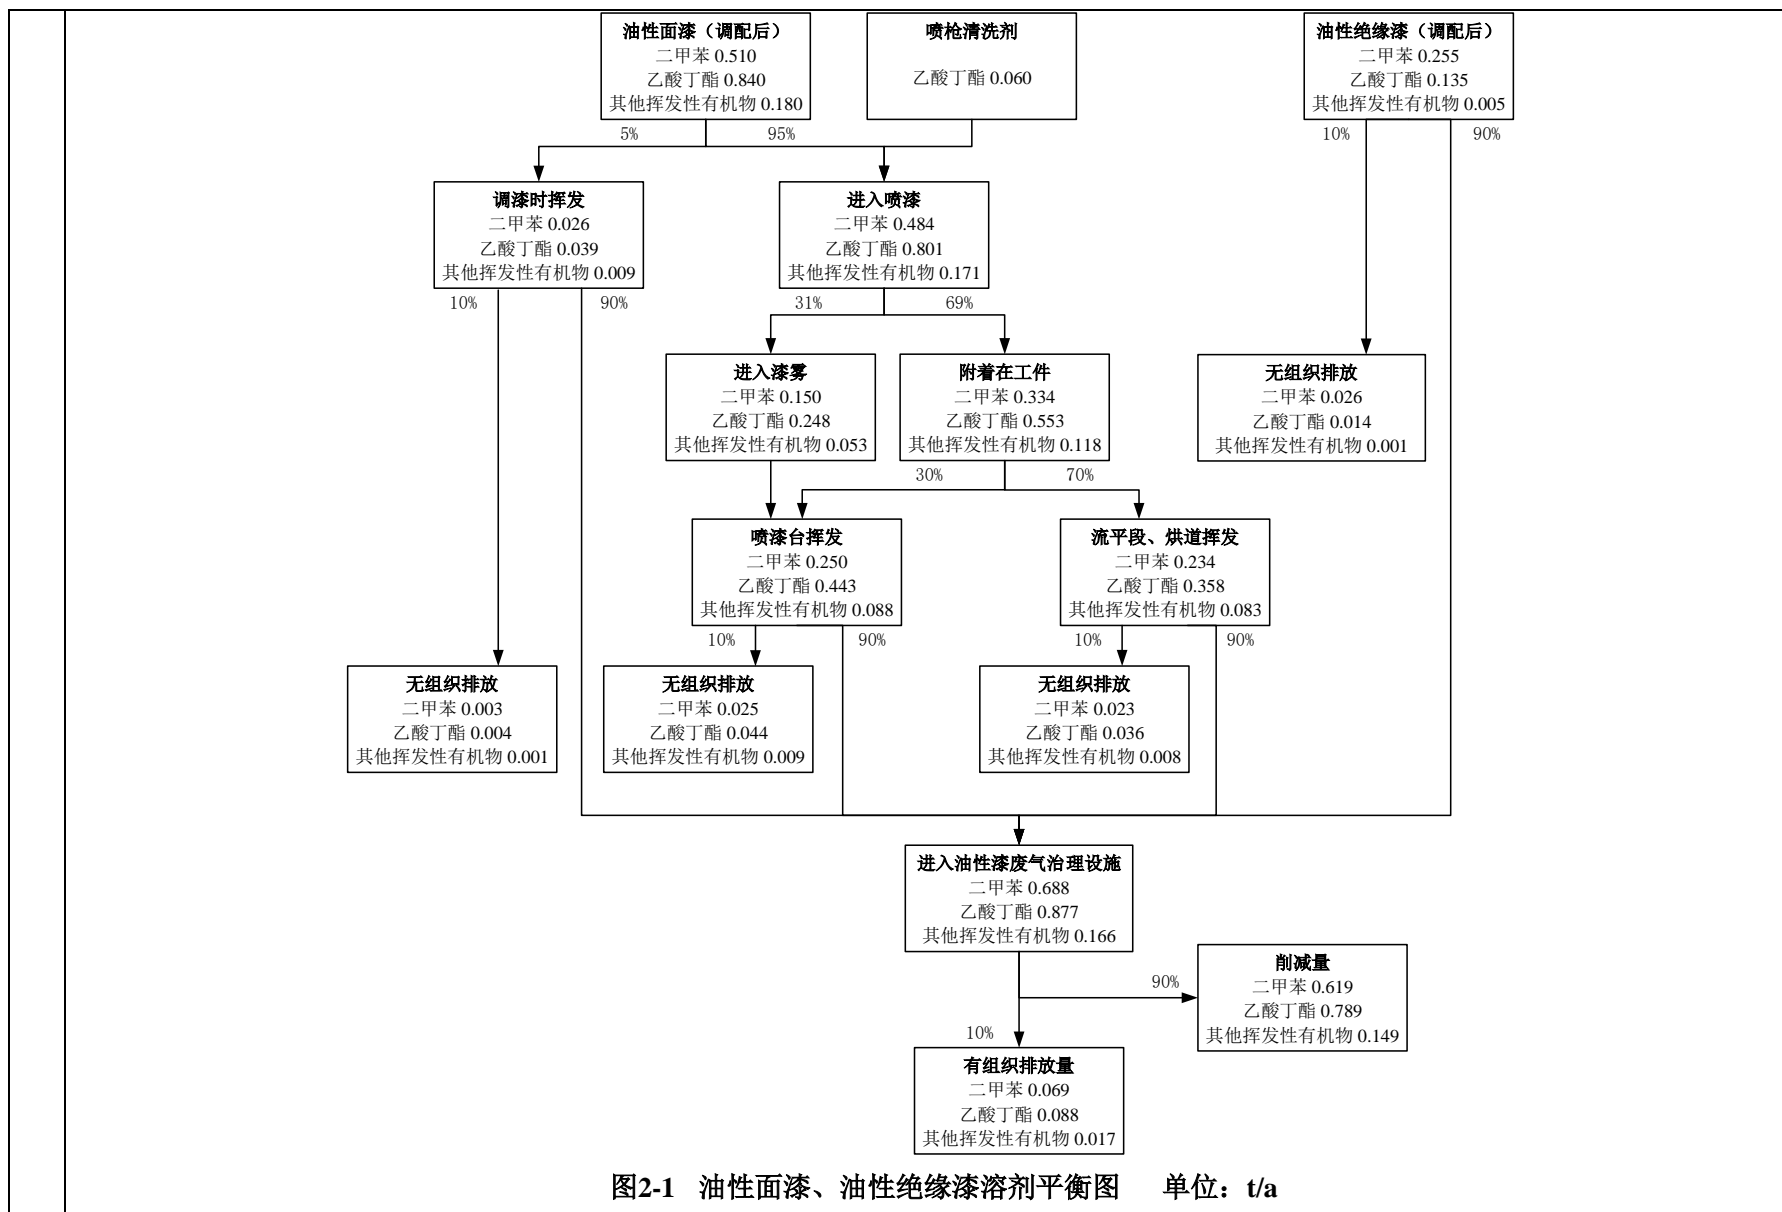 油性面漆（调配后）
二甲苯 0.510
乙酸丁酯 0.840
其他挥发性有机物 0.180
喷枪清洗剂
乙酸丁酯 0.060
油性绝缘漆（调配后）
二甲苯 0.255
乙酸丁酯 0.135
其他挥发性有机物 0.005
5%
95%
10%
90%
调漆时挥发
二甲苯 0.026
乙酸丁酯 0.039
其他挥发性有机物 0.009
进入喷漆
二甲苯 0.484
乙酸丁酯 0.801
其他挥发性有机物 0.171
10%
90%
31%
69%
进入漆雾
二甲苯 0.150
乙酸丁酯 0.248
其他挥发性有机物 0.053
附着在工件
二甲苯 0.334
乙酸丁酯 0.553
其他挥发性有机物 0.118
无组织排放
二甲苯 0.026
乙酸丁酯 0.014
其他挥发性有机物 0.001
30%
70%
喷漆台挥发
二甲苯 0.250
乙酸丁酯 0.443
其他挥发性有机物 0.088
流平段、烘道挥发
二甲苯 0.234
乙酸丁酯 0.358
其他挥发性有机物 0.083
10%
90%
10%
90%
无组织排放
二甲苯 0.003
乙酸丁酯 0.004
其他挥发性有机物 0.001
无组织排放
二甲苯 0.025
乙酸丁酯 0.044
其他挥发性有机物 0.009
无组织排放
二甲苯 0.023
乙酸丁酯 0.036
其他挥发性有机物 0.008
进入油性漆废气治理设施
二甲苯 0.688
乙酸丁酯 0.877
其他挥发性有机物 0.166
90%
削减量
二甲苯 0.619
乙酸丁酯 0.789
其他挥发性有机物 0.149
10%
有组织排放量
二甲苯 0.069
乙酸丁酯 0.088
其他挥发性有机物 0.017
图2-1 油性面漆、油性绝缘漆溶剂平衡图 单位：t/a